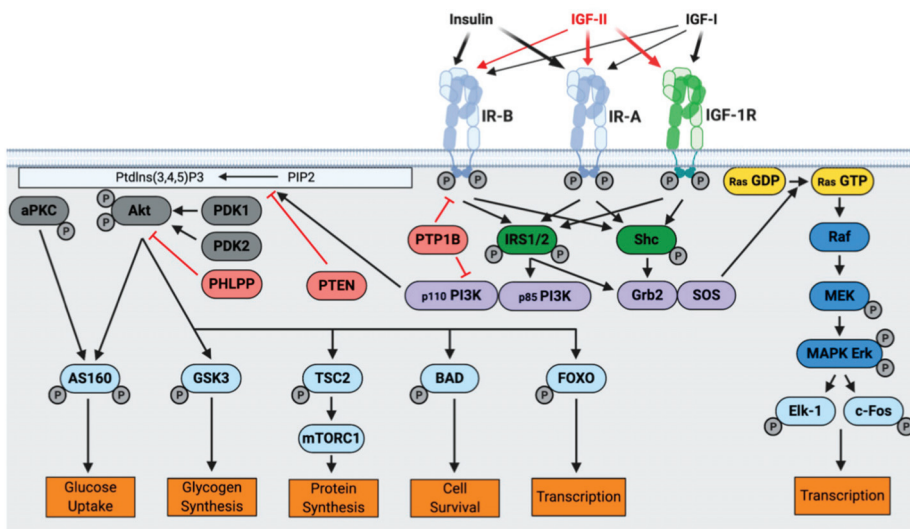 Insulin
IGF-II
IGF-I
IR-B
IR-A
IGF-1R
PtdIns(3,4,5)P3
PIP2
P
P
P
P
P
P
Ras GDP
Ras GTP
aPKC
P
P
P
Akt
PDK1
PDK2
PHLPP
PTEN
PTP1B
IRS1/2
P
P
Shc
P
Raf
p110 PI3K
p85 PI3K
Grb2
SOS
MEK
P
MAPK Erk
P
P
AS160
P
P
GSK3
P
TSC2
P
BAD
P
FOXO
P
Elk-1
P
c-Fos
P
mTORC1
Glucose
Uptake
Glycogen
Synthesis
Protein
Synthesis
Cell
Survival
Transcription
Transcription